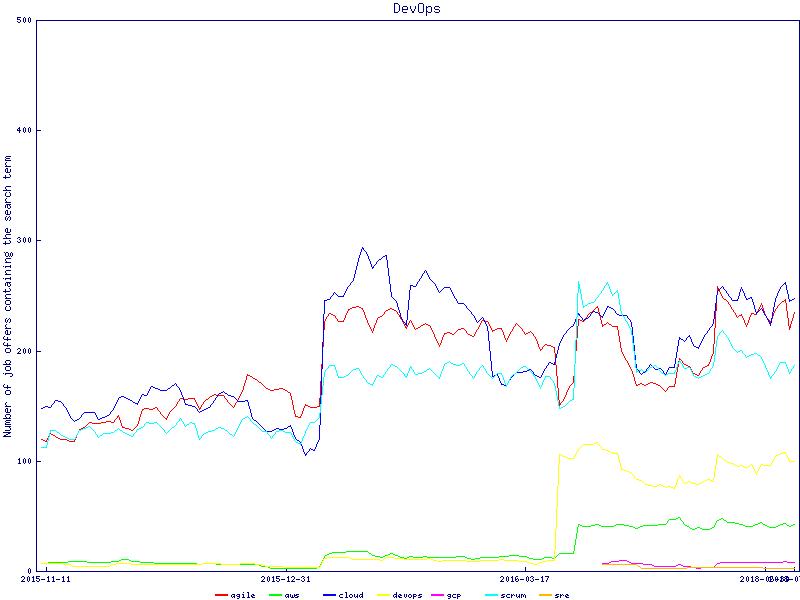 DevOps
500
400
300
200
100
0
Number of job offers containing the search term
2015-11-11 2015-12-31 2016-03-17
agile aws cloud devops gcp scrum sre